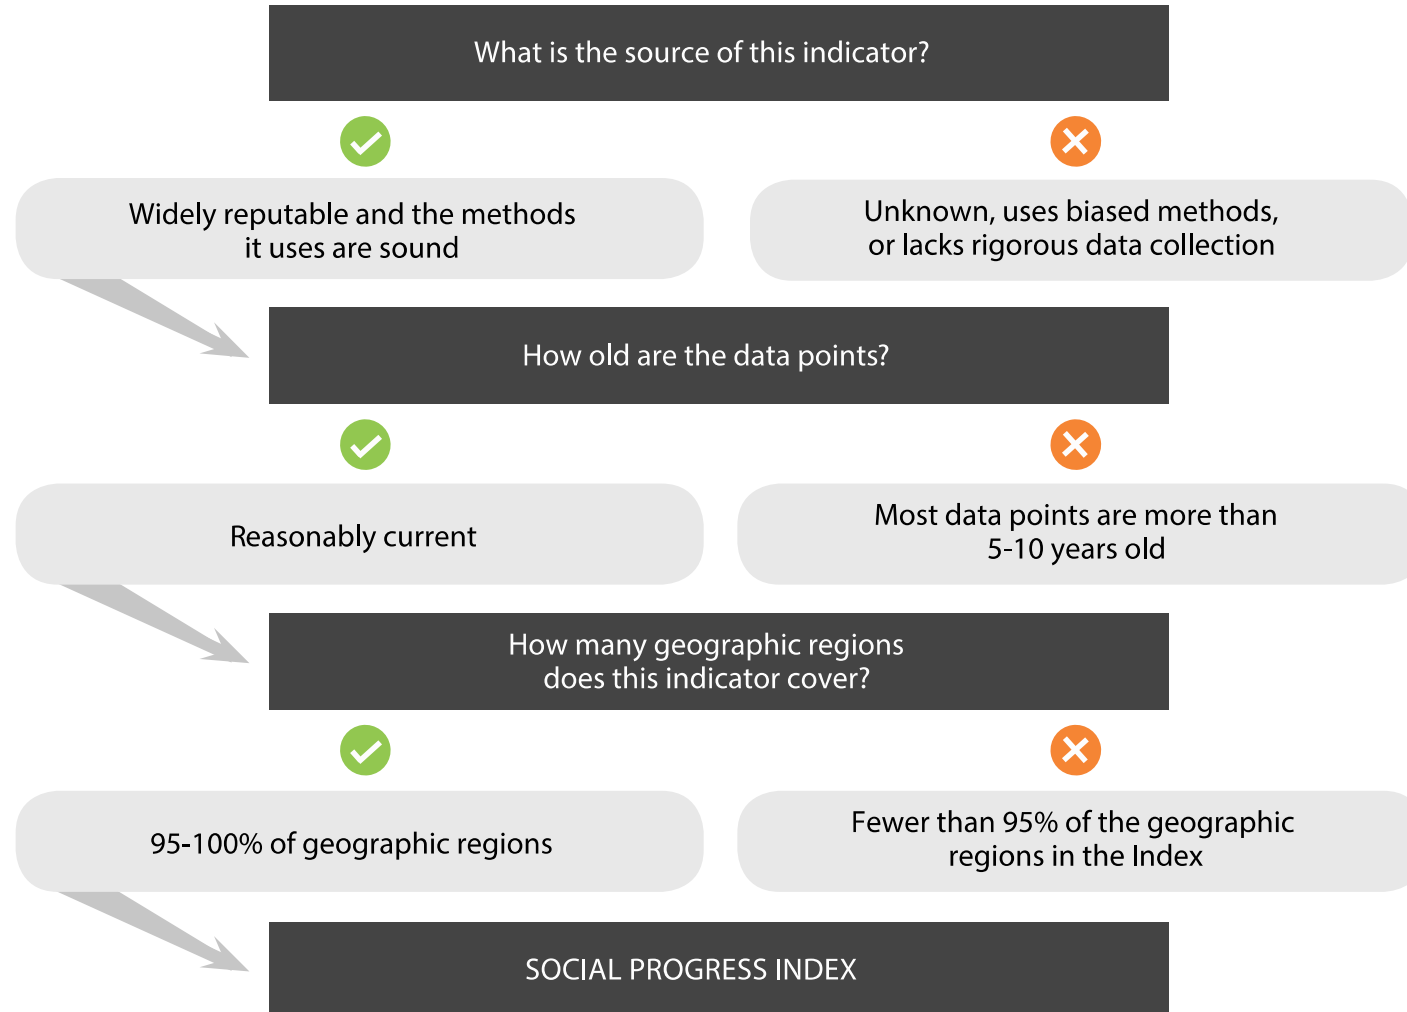 What is the source of this indicator?
Widely reputable and the methods
it uses are sound
Unknown, uses biased methods,
or lacks rigorous data collection
How old are the data points?
Reasonably current
Most data points are more than
5-10 years old
How many geographic regions
does this indicator cover?
95-100% of geographic regions
Fewer than 95% of the geographic
regions in the Index
SOCIAL PROGRESS INDEX